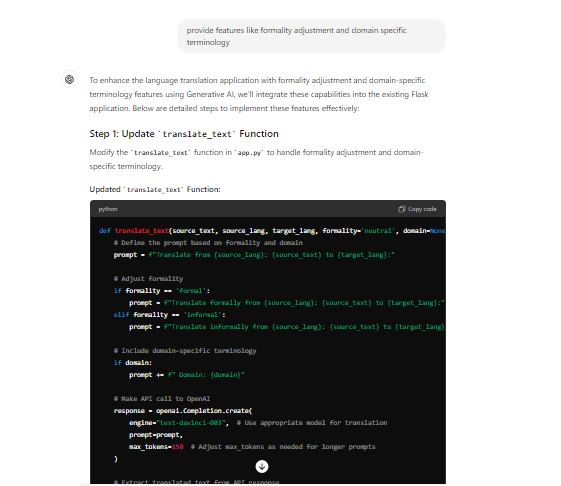 provide features like formality adjustment and domain specific
terminology
To enhance the language translation application with formality adjustment and domain-specific
terminology features using Generative AI, we'll integrate these capabilities into the existing Flask
application. Below are detailed steps to implement these features effectively:
Step 1: Update `translate_text` Function
Modify the `translate_text` function in `app.py` to handle formality adjustment and domain-
specific terminology.
Updated `translate_text` Function:
python Copy code
def translate_text(source_text, source_lang, target_lang, formality='neutral', domain=None
# Define the prompt based on formality and domain
prompt = f"Translate from {source_lang}: {source_text} to {target_lang}:"
# Adjust formality
if formality == 'formal':
prompt = f"Translate formally from {source_lang}: {source_text} to {target_lang}:"
elif formality == 'informal':
prompt = f"Translate informally from {source_lang}: {source_text} to {target_lang}
# Include domain-specific terminology
if domain:
prompt += f" Domain: {domain}"
# Make API call to OpenAI
response = openai.Completion.create(
engine="text-davinci-003", # Use appropriate model for translation
prompt=prompt,
max_tokens=150 # Adjust max_tokens as needed for longer prompts
)
# Extract translated text from API response